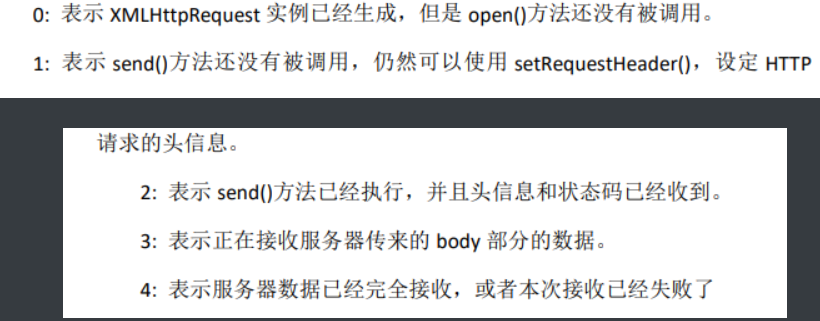 0: 表示 XMLHttpRequest 实例已经生成，但是 open()方法还没有被调用。
1: 表示 send()方法还没有被调用，仍然可以使用 setRequestHeader()，设定 HTTP
请求的头信息。
2: 表示 send()方法已经执行，并且头信息和状态码已经收到。
3: 表示正在接收服务器传来的 body 部分的数据。
4: 表示服务器数据已经完全接收，或者本次接收已经失败了